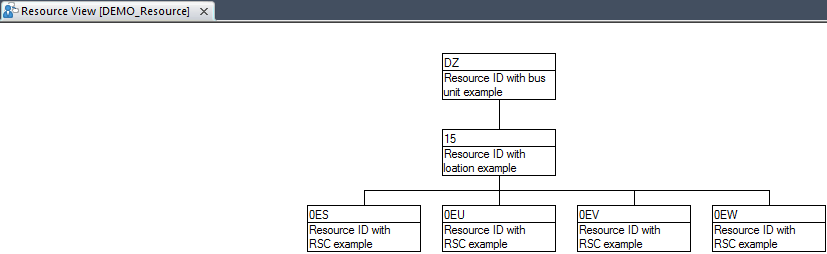 Resource View [DEMO_Resource]
DZ
Resource ID with bus
unit example
15
Resource ID with
loation example
0ES
Resource ID with
RSC example
0EU
Resource ID with
RSC example
0EV
Resource ID with
RSC example
0EW
Resource ID with
RSC example